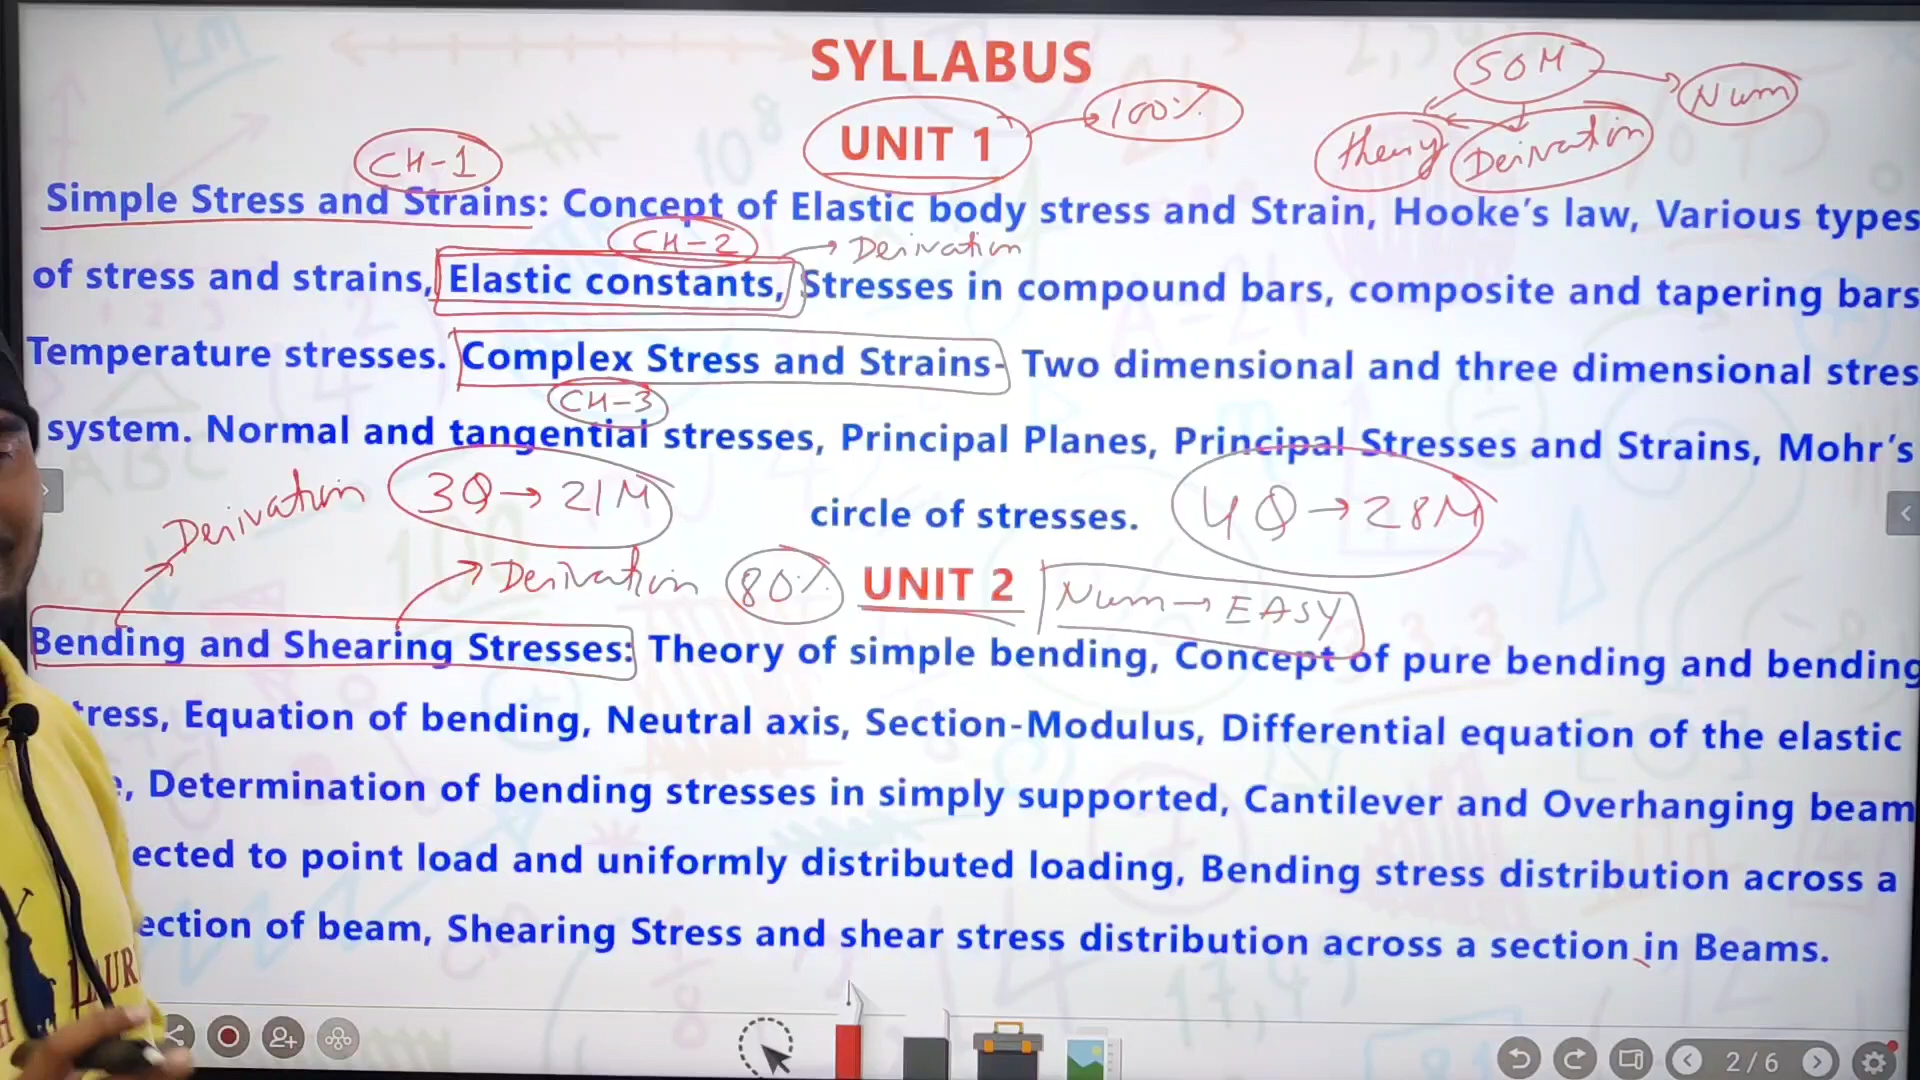 SYLLABUS
SOM
Num
theory
Derivation
UNIT 1
100%
CH-1
Simple Stress and Strains: Concept of Elastic body stress and Strain, Hooke's law, Various types
CH-2
Derivation
of stress and strains, Elastic constants, Stresses in compound bars, composite and tapering bars
Temperature stresses. Complex Stress and Strains- Two dimensional and three dimensional stres
CH-3
system. Normal and tangential stresses, Principal Planes, Principal Stresses and Strains, Mohr's
Derivation
3Q→21M
circle of stresses.
4Q→28M
Derivation
80%
UNIT 2
Num→EASY
Bending and Shearing Stresses: Theory of simple bending, Concept of pure bending and bending
tress, Equation of bending, Neutral axis, Section-Modulus, Differential equation of the elastic
e, Determination of bending stresses in simply supported, Cantilever and Overhanging beam
ected to point load and uniformly distributed loading, Bending stress distribution across a
ection of beam, Shearing Stress and shear stress distribution across a section in Beams.
LAUR
H
2/6